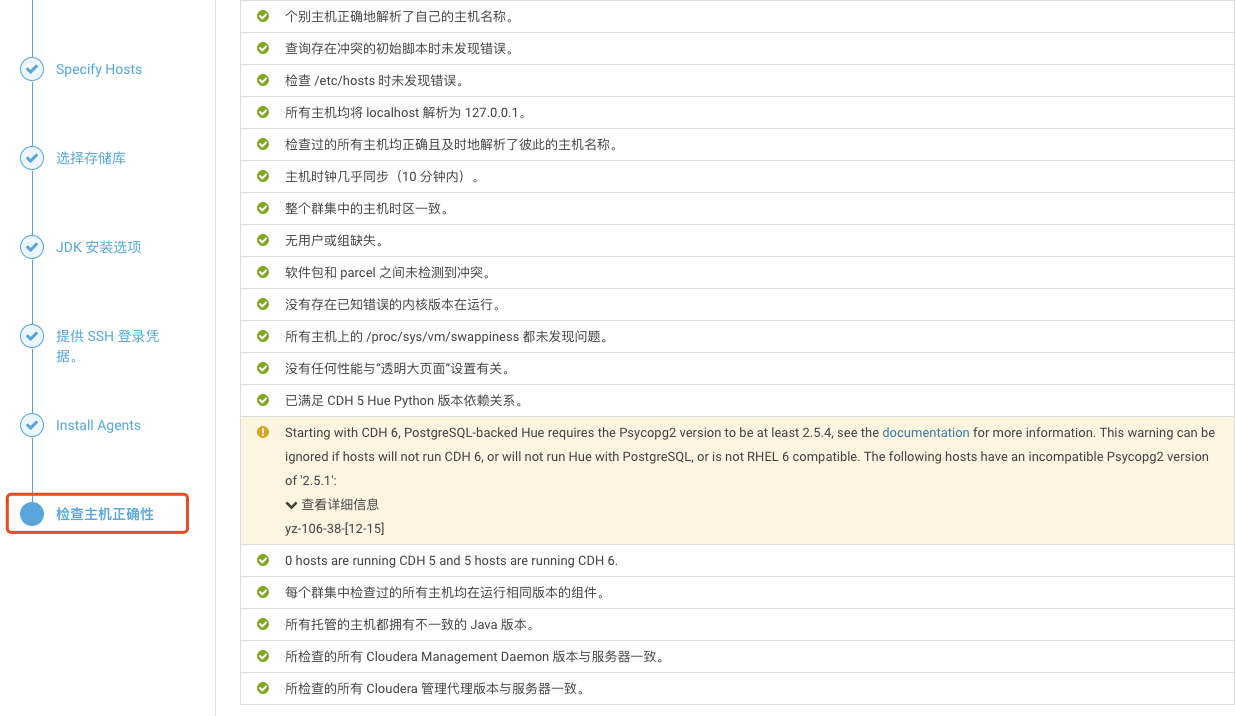 Specify Hosts
选择存储库
JDK 安装选项
提供 SSH 登录凭
据。
Install Agents
检查主机正确性
个别主机正确地解析了自己的主机名称。
查询存在冲突的初始脚本时未发现错误。
检查 /etc/hosts 时未发现错误。
所有主机均将 localhost 解析为 127.0.0.1。
检查过的所有主机均正确且及时地解析了彼此的主机名称。
主机时钟几乎同步（10 分钟内）。
整个群集中的主机时区一致。
无用户或组缺失。
软件包和 parcel 之间未检测到冲突。
没有存在已知错误的内核版本在运行。
所有主机上的 /proc/sys/vm/swappiness 都未发现问题。
没有任何性能与“透明大页面”设置有关。
已满足 CDH 5 Hue Python 版本依赖关系。
Starting with CDH 6, PostgreSQL-backed Hue requires the Psycopg2 version to be at least 2.5.4, see the documentation for more information. This warning can be
ignored if hosts will not run CDH 6, or will not run Hue with PostgreSQL, or is not RHEL 6 compatible. The following hosts have an incompatible Psycopg2 version
of '2.5.1':
查看详细信息
yz-106-38-[12-15]
0 hosts are running CDH 5 and 5 hosts are running CDH 6.
每个群集中检查过的所有主机均在运行相同版本的组件。
所有托管的主机都拥有不一致的 Java 版本。
所检查的所有 Cloudera Management Daemon 版本与服务器一致。
所检查的所有 Cloudera 管理代理版本与服务器一致。